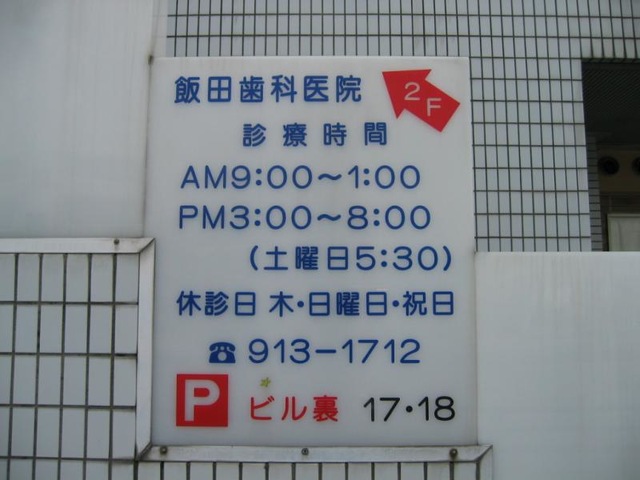 飯田歯科医院 2F
診療時間
AM9:00～1:00
PM3:00～8:00
(土曜日5:30)
休診日 木・日曜日・祝日
☎ 913-1712
P ビル裏 17・18